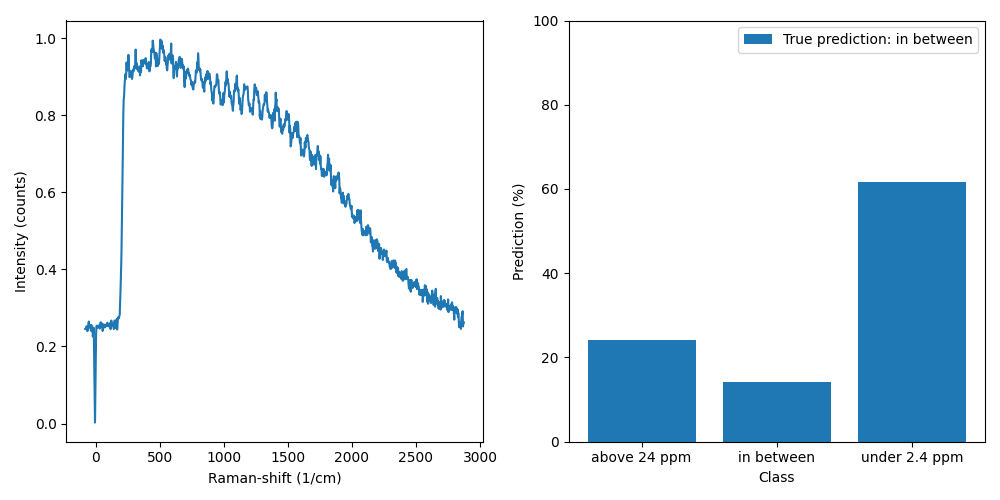 1.0
0.8
0.6
0.4
0.2
0.0
Intensity (counts)
0 500 1000 1500 2000 2500 3000
Raman-shift (1/cm)
100
80
60
40
20
0
Prediction (%)
True prediction: in between
above 24 ppm in between under 2.4 ppm
Class